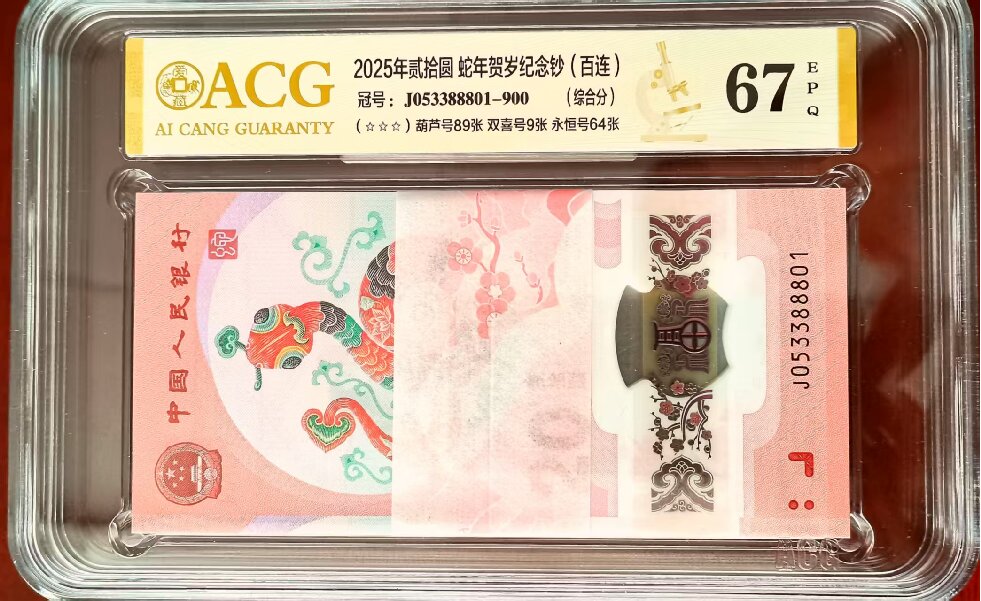 ACG
AI CANG GUARANTY
2025年贰拾圆 蛇年贺岁纪念钞（百连）
冠号：J053388801-900 （综合分）
（☆☆☆）葫芦号89张 双喜号9张 永恒号64张
67
EPQ
中国人民银行
J053388801
ACG